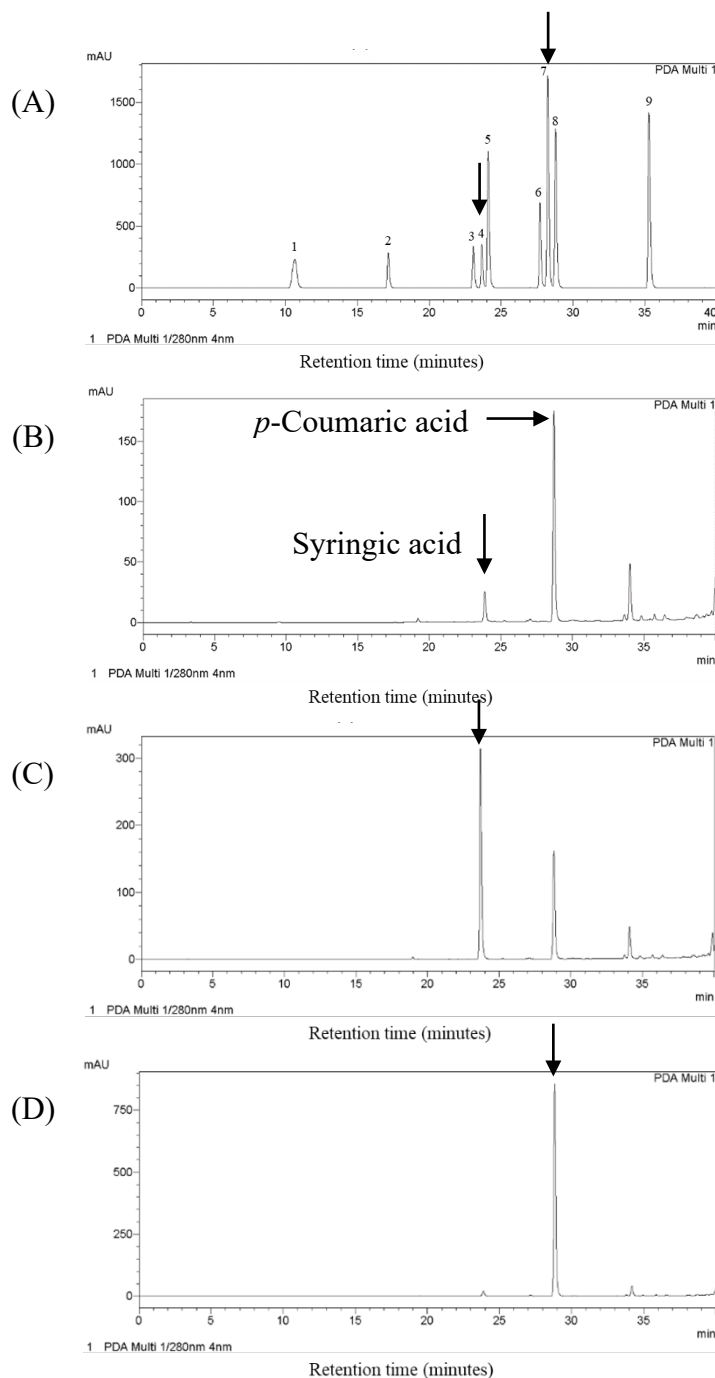 (A)
mAU
PDA Multi 1
1500
1000
500
0
1 2 3 4 5 6 7 8 9
0 5 10 15 20 25 30 35 40
min
1 PDA Multi 1/280nm 4nm
Retention time (minutes)
(B)
mAU
PDA Multi 1
150
100
50
0
p-Coumaric acid
Syringic acid
0 5 10 15 20 25 30 35
min
1 PDA Multi 1/280nm 4nm
Retention time (minutes)
(C)
mAU
PDA Multi 1
300
200
100
0
0 5 10 15 20 25 30 35
min
1 PDA Multi 1/280nm 4nm
Retention time (minutes)
(D)
mAU
PDA Multi 1
750
500
250
0
0 5 10 15 20 25 30 35
min
1 PDA Multi 1/280nm 4nm
Retention time (minutes)